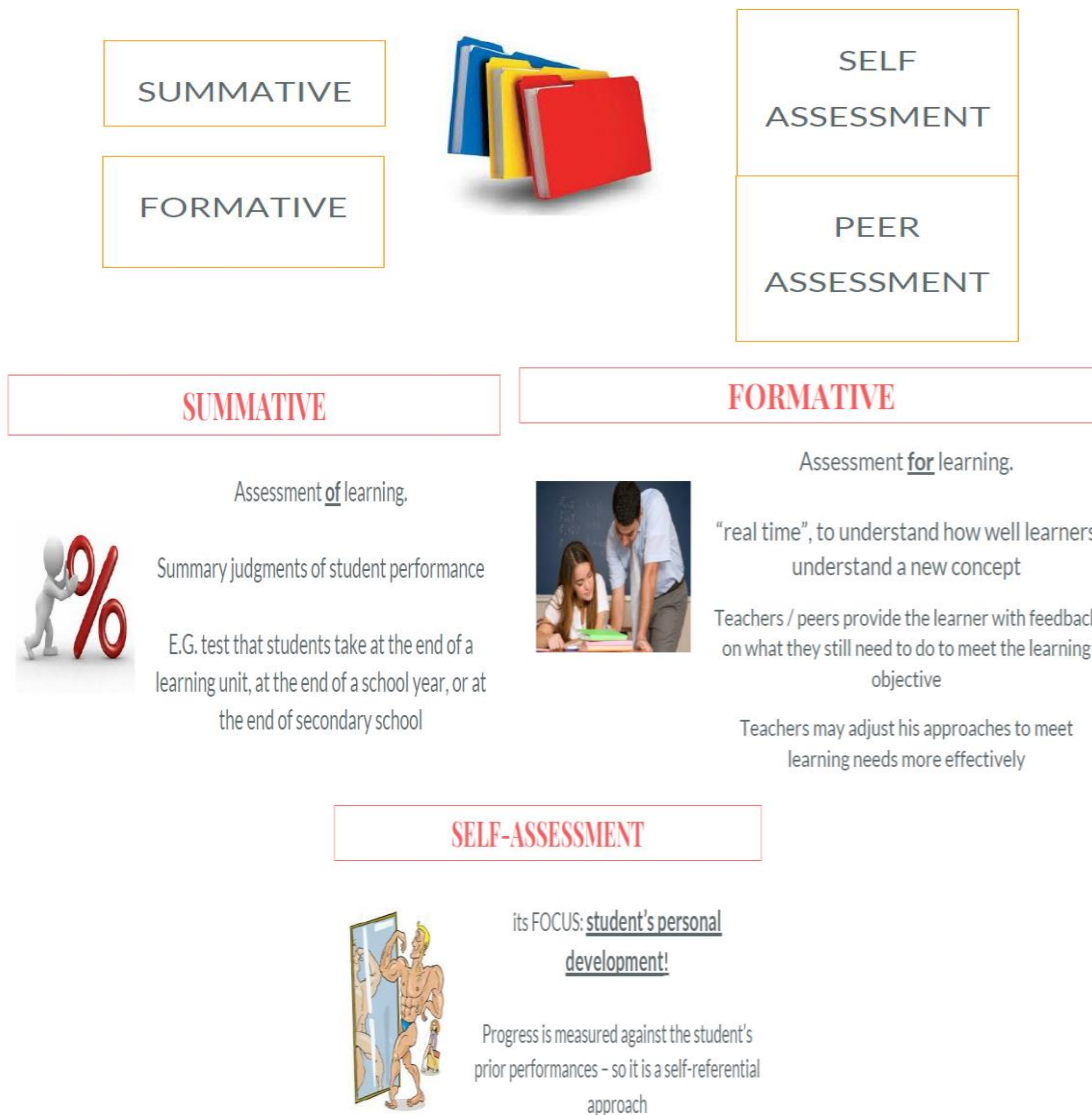 SUMMATIVE
FORMATIVE
SELF
ASSESSMENT
PEER
ASSESSMENT
SUMMATIVE
Assessment of learning.
Summary judgments of student performance
E.G. test that students take at the end of a
learning unit, at the end of a school year, or at
the end of secondary school
FORMATIVE
Assessment for learning.
“real time”, to understand how well learners
understand a new concept
Teachers / peers provide the learner with feedback
on what they still need to do to meet the learning
objective
Teachers may adjust his approaches to meet
learning needs more effectively
SELF-ASSESSMENT
its FOCUS: student’s personal
development!
Progress is measured against the student’s
prior performances – so it is a self-referential
approach